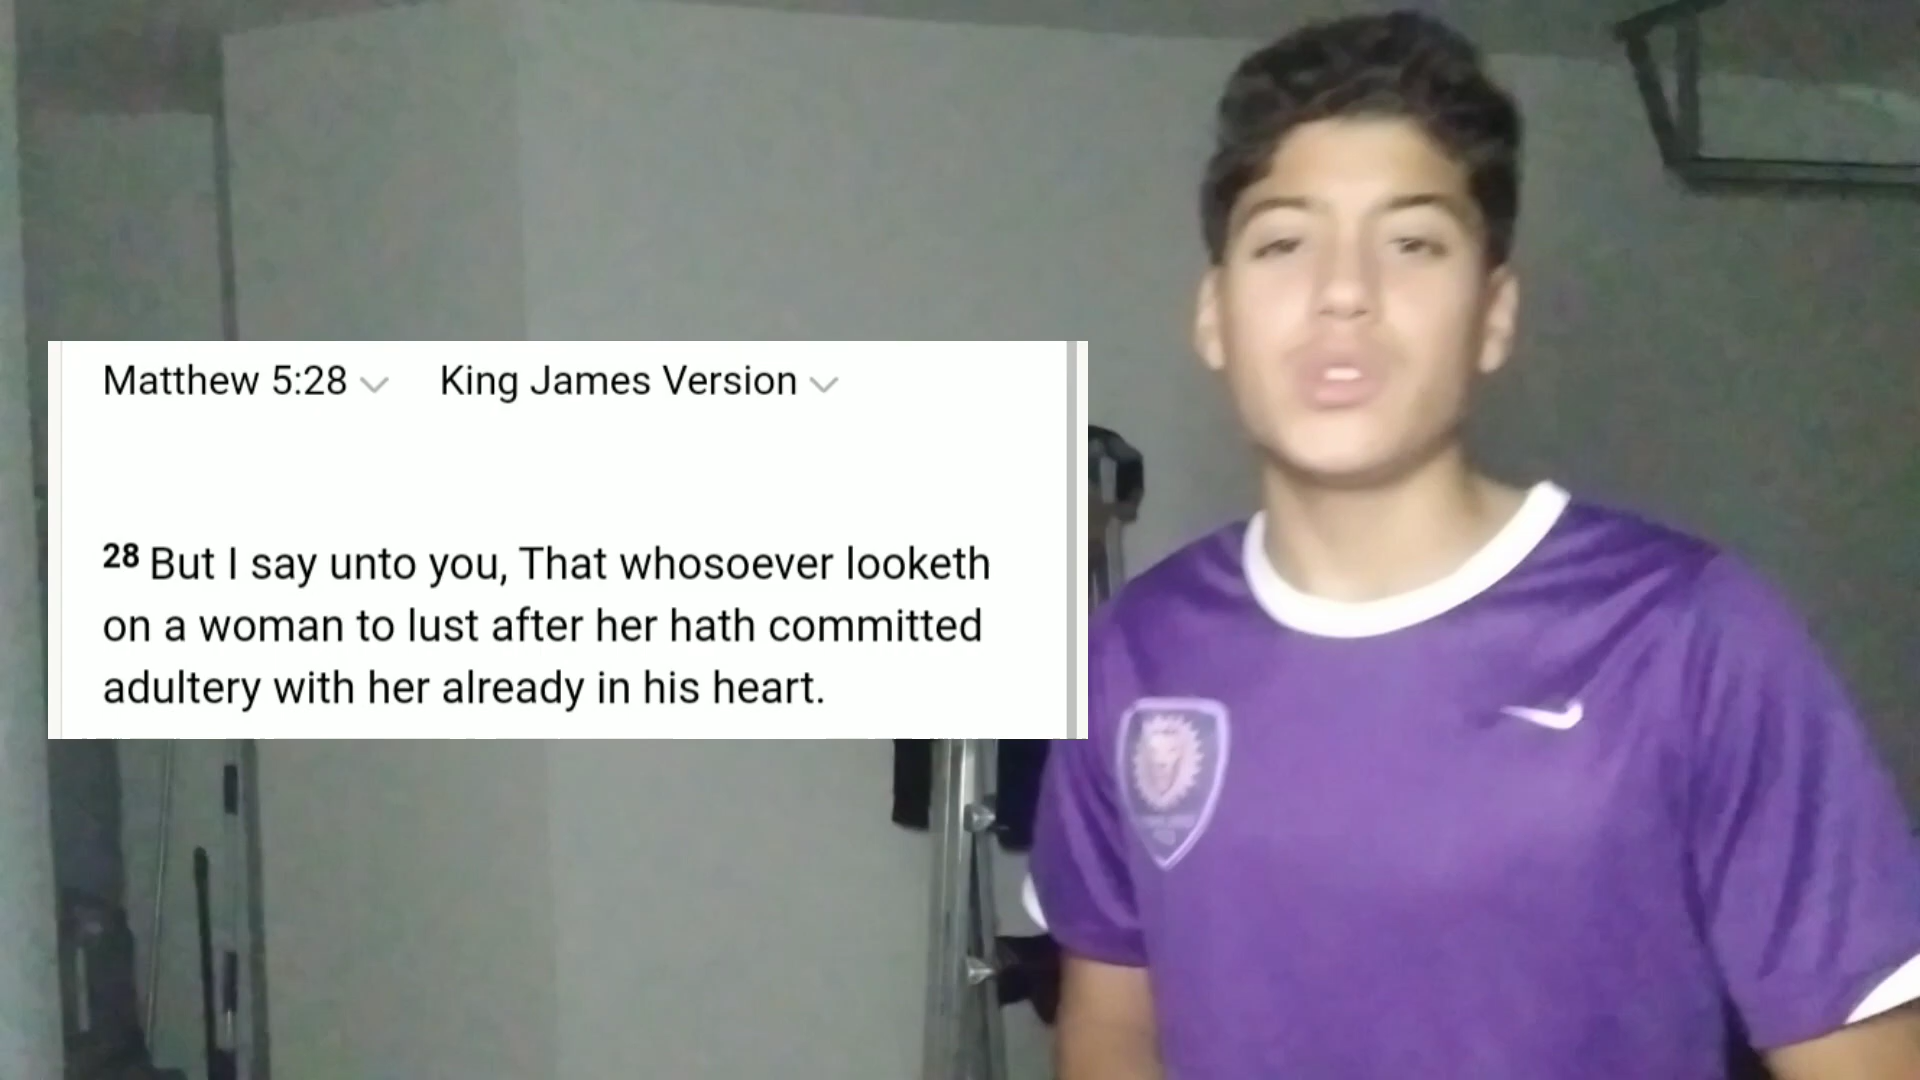 Matthew 5:28 King James Version
28 But I say unto you, That whosoever looketh
on a woman to lust after her hath committed
adultery with her already in his heart.